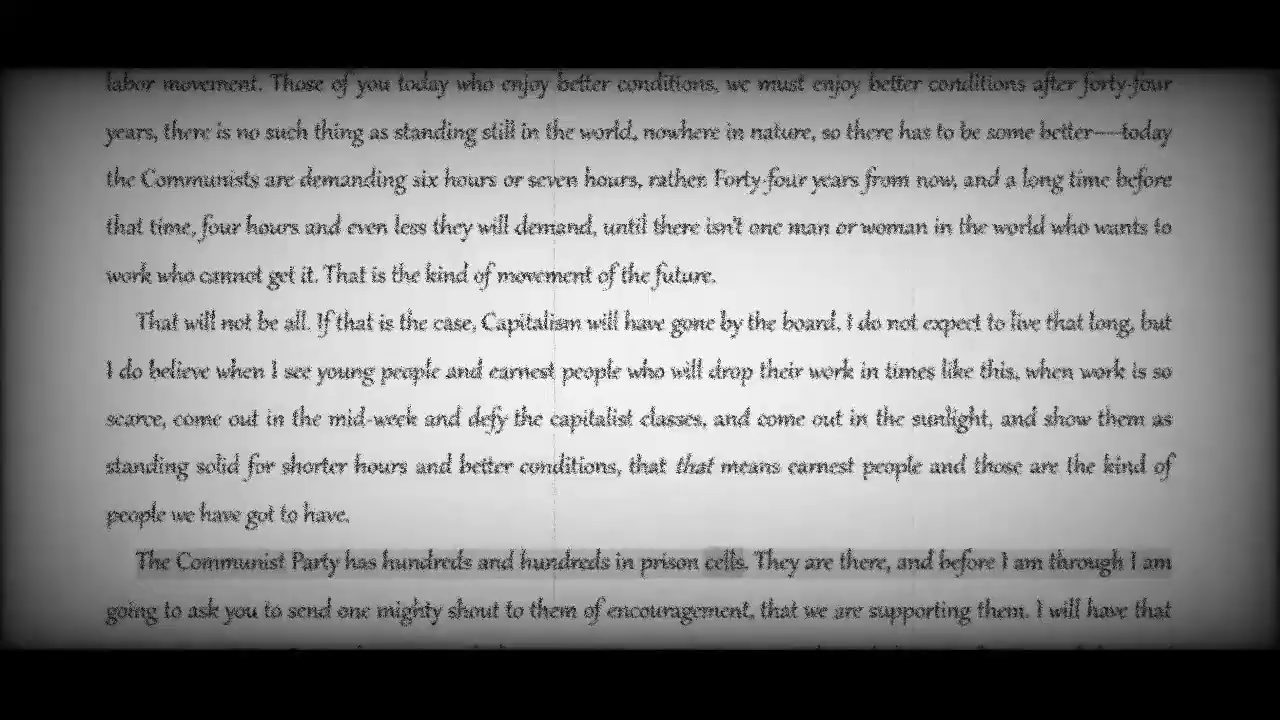 labor movement. Those of you today who enjoy better conditions, we must enjoy better conditions after forty-four
years, there is no such thing as standing still in the world, nowhere in nature, so there has to be some better—today
the Communists are demanding six hours or seven hours, rather. Forty-four years from now, and a long time before
that time, four hours and even less they will demand, until there isn't one man or woman in the world who wants to
work who cannot get it. That is the kind of movement of the future.
That will not be all. If that is the case, Capitalism will have gone by the board. I do not expect to live that long, but
I do believe when I see young people and earnest people who will drop their work in times like this, when work is so
scarce, come out in the mid-week and defy the capitalist classes, and come out in the sunlight, and show them as
standing solid for shorter hours and better conditions, that that means earnest people and those are the kind of
people we have got to have.
The Communist Party has hundreds and hundreds in prison cells. They are there, and before I am through I am
going to ask you to send one mighty shout to them of encouragement, that we are supporting them. I will have that